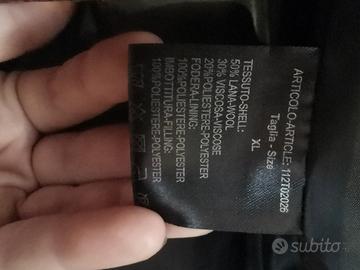 ARTICOLO-ARTICLE: 112T02026
Taglia - Size
XL
TESSUTO-SHELL:
50% LANA-WOOL
30% VISCOSA-VISCOSE
20%POLIESTERE-POLYESTER
FODERA-LINING:
100%POLIESTERE-POLYESTER
IMBOTTITURA-FILLING:
100%POLIESTERE-POLYESTER
subito